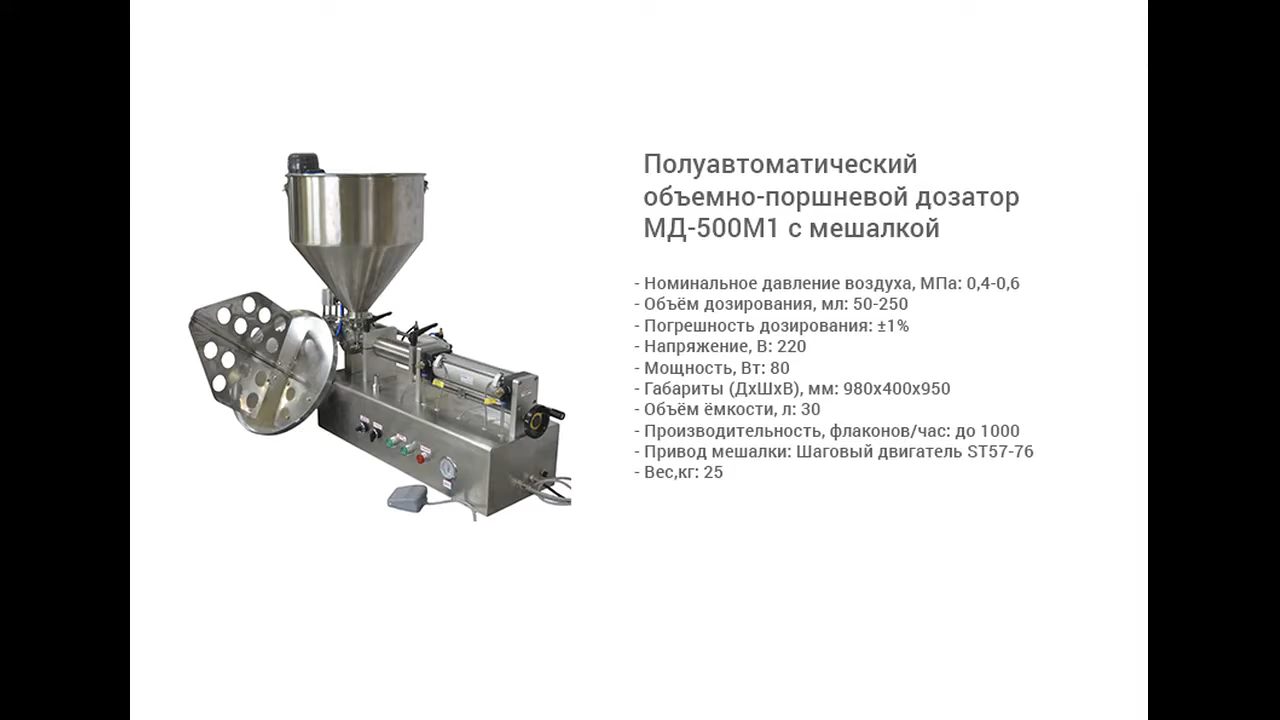 Полуавтоматический
объемно-поршневой дозатор
МД-500М1 с мешалкой
- Номинальное давление воздуха, МПа: 0,4-0,6
- Объём дозирования, мл: 50-250
- Погрешность дозирования: ±1%
- Напряжение, В: 220
- Мощность, Вт: 80
- Габариты (ДхШхВ), мм: 980х400х950
- Объём ёмкости, л: 30
- Производительность, флаконов/час: до 1000
- Привод мешалки: Шаговый двигатель ST57-76
- Вес,кг: 25